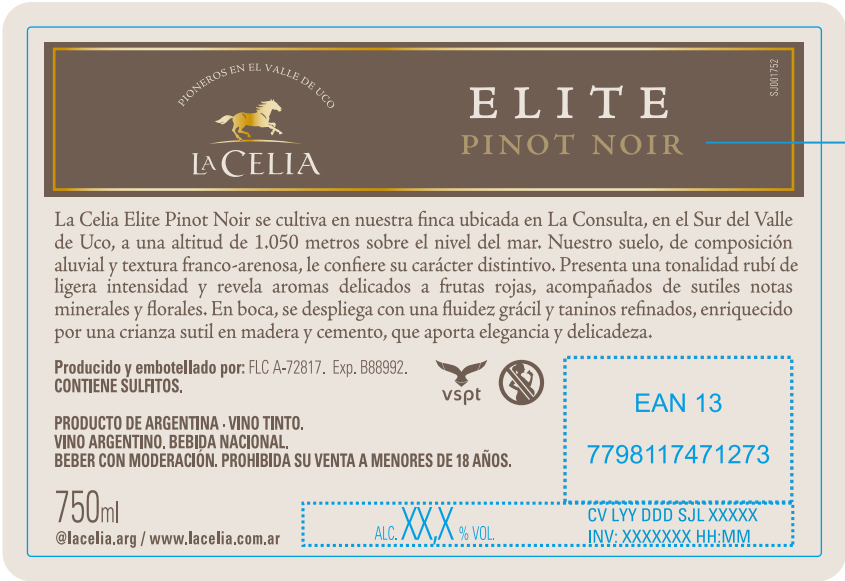 PIONEROS EN EL VALLE DE UCO
LA CELIA
ELITE
PINOT NOIR
SJ001752
La Celia Elite Pinot Noir se cultiva en nuestra finca ubicada en La Consulta, en el Sur del Valle
de Uco, a una altitud de 1.050 metros sobre el nivel del mar. Nuestro suelo, de composición
aluvial y textura franco-arenosa, le confiere su carácter distintivo. Presenta una tonalidad rubí de
ligera intensidad y revela aromas delicados a frutas rojas, acompañados de sutiles notas
minerales y florales. En boca, se despliega con una fluidez grácil y taninos refinados, enriquecido
por una crianza sutil en madera y cemento, que aporta elegancia y delicadeza.
Producido y embotellado por: FLC A-72817. Exp. B88992.
CONTIENE SULFITOS.
vspt
PRODUCTO DE ARGENTINA · VINO TINTO.
VINO ARGENTINO. BEBIDA NACIONAL.
BEBER CON MODERACIÓN. PROHIBIDA SU VENTA A MENORES DE 18 AÑOS.
EAN 13
7798117471273
750ml
@lacelia.arg / www.lacelia.com.ar
ALC. XX,X % VOL.
CV LYY DDD SJL XXXXX
INV: XXXXXXX HH:MM